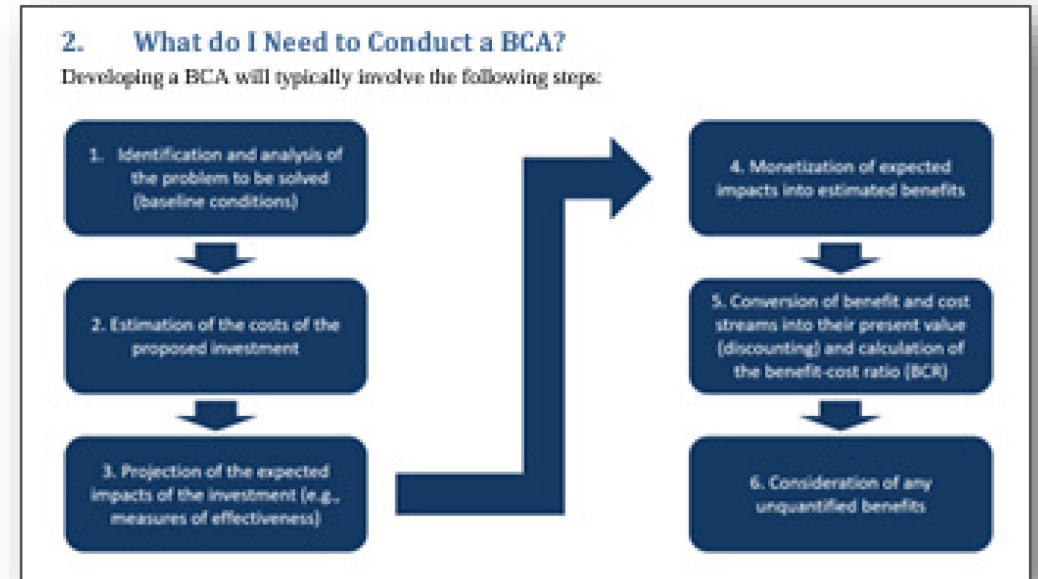 2. What do I Need to Conduct a BCA?
Developing a BCA will typically involve the following steps:
1. Identification and analysis of
the problem to be solved
(baseline conditions)
2. Estimation of the costs of the
proposed investment
3. Projection of the expected
impacts of the investment (e.g.,
measures of effectiveness)
4. Monetization of expected
impacts into estimated benefits
5. Conversion of benefit and cost
streams into their present value
(discounting) and calculation of
the benefit-cost ratio (BCR)
6. Consideration of any
unquantified benefits